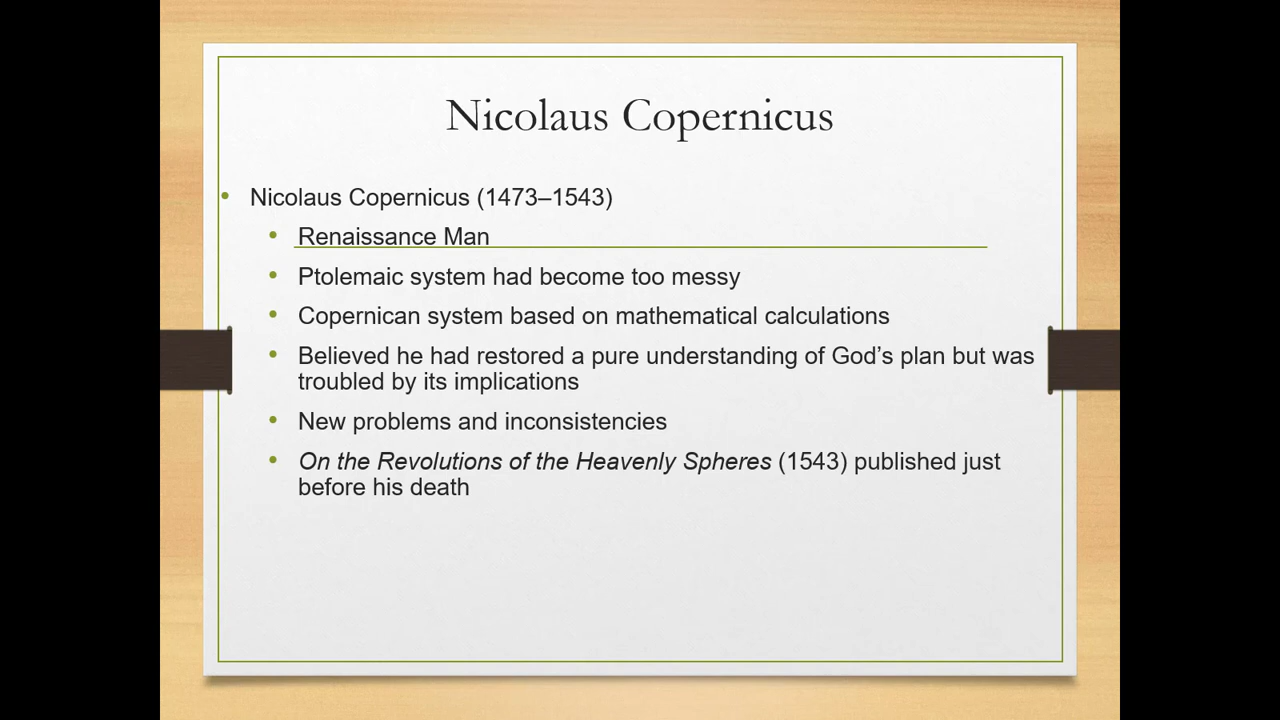 Nicolaus Copernicus
• Nicolaus Copernicus (1473–1543)
• Renaissance Man
• Ptolemaic system had become too messy
• Copernican system based on mathematical calculations
• Believed he had restored a pure understanding of God’s plan but was
troubled by its implications
• New problems and inconsistencies
• On the Revolutions of the Heavenly Spheres (1543) published just
before his death